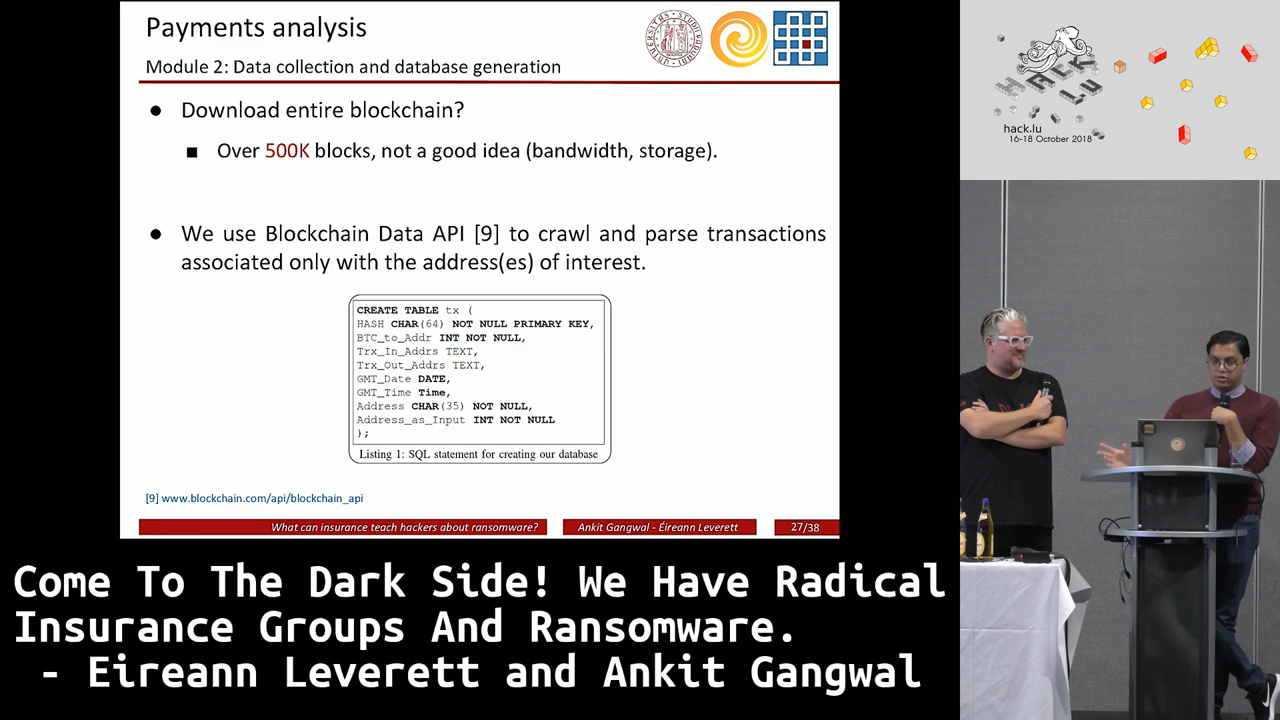 Payments analysis
Module 2: Data collection and database generation
● Download entire blockchain?
■ Over 500K blocks, not a good idea (bandwidth, storage).
● We use Blockchain Data API [9] to crawl and parse transactions
associated only with the address(es) of interest.
CREATE TABLE tx (
HASH CHAR(64) NOT NULL PRIMARY KEY,
BTC_to_Addr INT NOT NULL,
Trx_In_Addrs TEXT,
Trx_Out_Addrs TEXT,
GMT_Date DATE,
GMT_Time Time,
Address CHAR(35) NOT NULL,
Address_as_Input INT NOT NULL
);
Listing 1: SQL statement for creating our database
[9] www.blockchain.com/api/blockchain_api
What can insurance teach hackers about ransomware?
Ankit Gangwal - Éireann Leverett
27/38
HACK
LU
hack.lu
16-18 October 2018
Come To The Dark Side! We Have Radical
Insurance Groups And Ransomware.
- Eireann Leverett and Ankit Gangwal